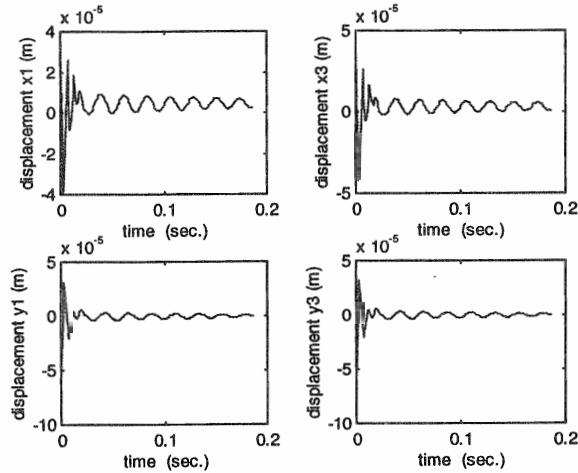 x 10 -5
4
2
0
-2
-4
displacement x1 (m)
0
0.1
0.2
time (sec.)
x 10 -5
5
0
-5
displacement x3 (m)
0
0.1
0.2
time (sec.)
x 10 -5
5
0
-5
-10
displacement y1 (m)
0
0.1
0.2
time (sec.)
x 10 -5
5
0
-5
-10
displacement y3 (m)
0
0.1
0.2
time (sec.)